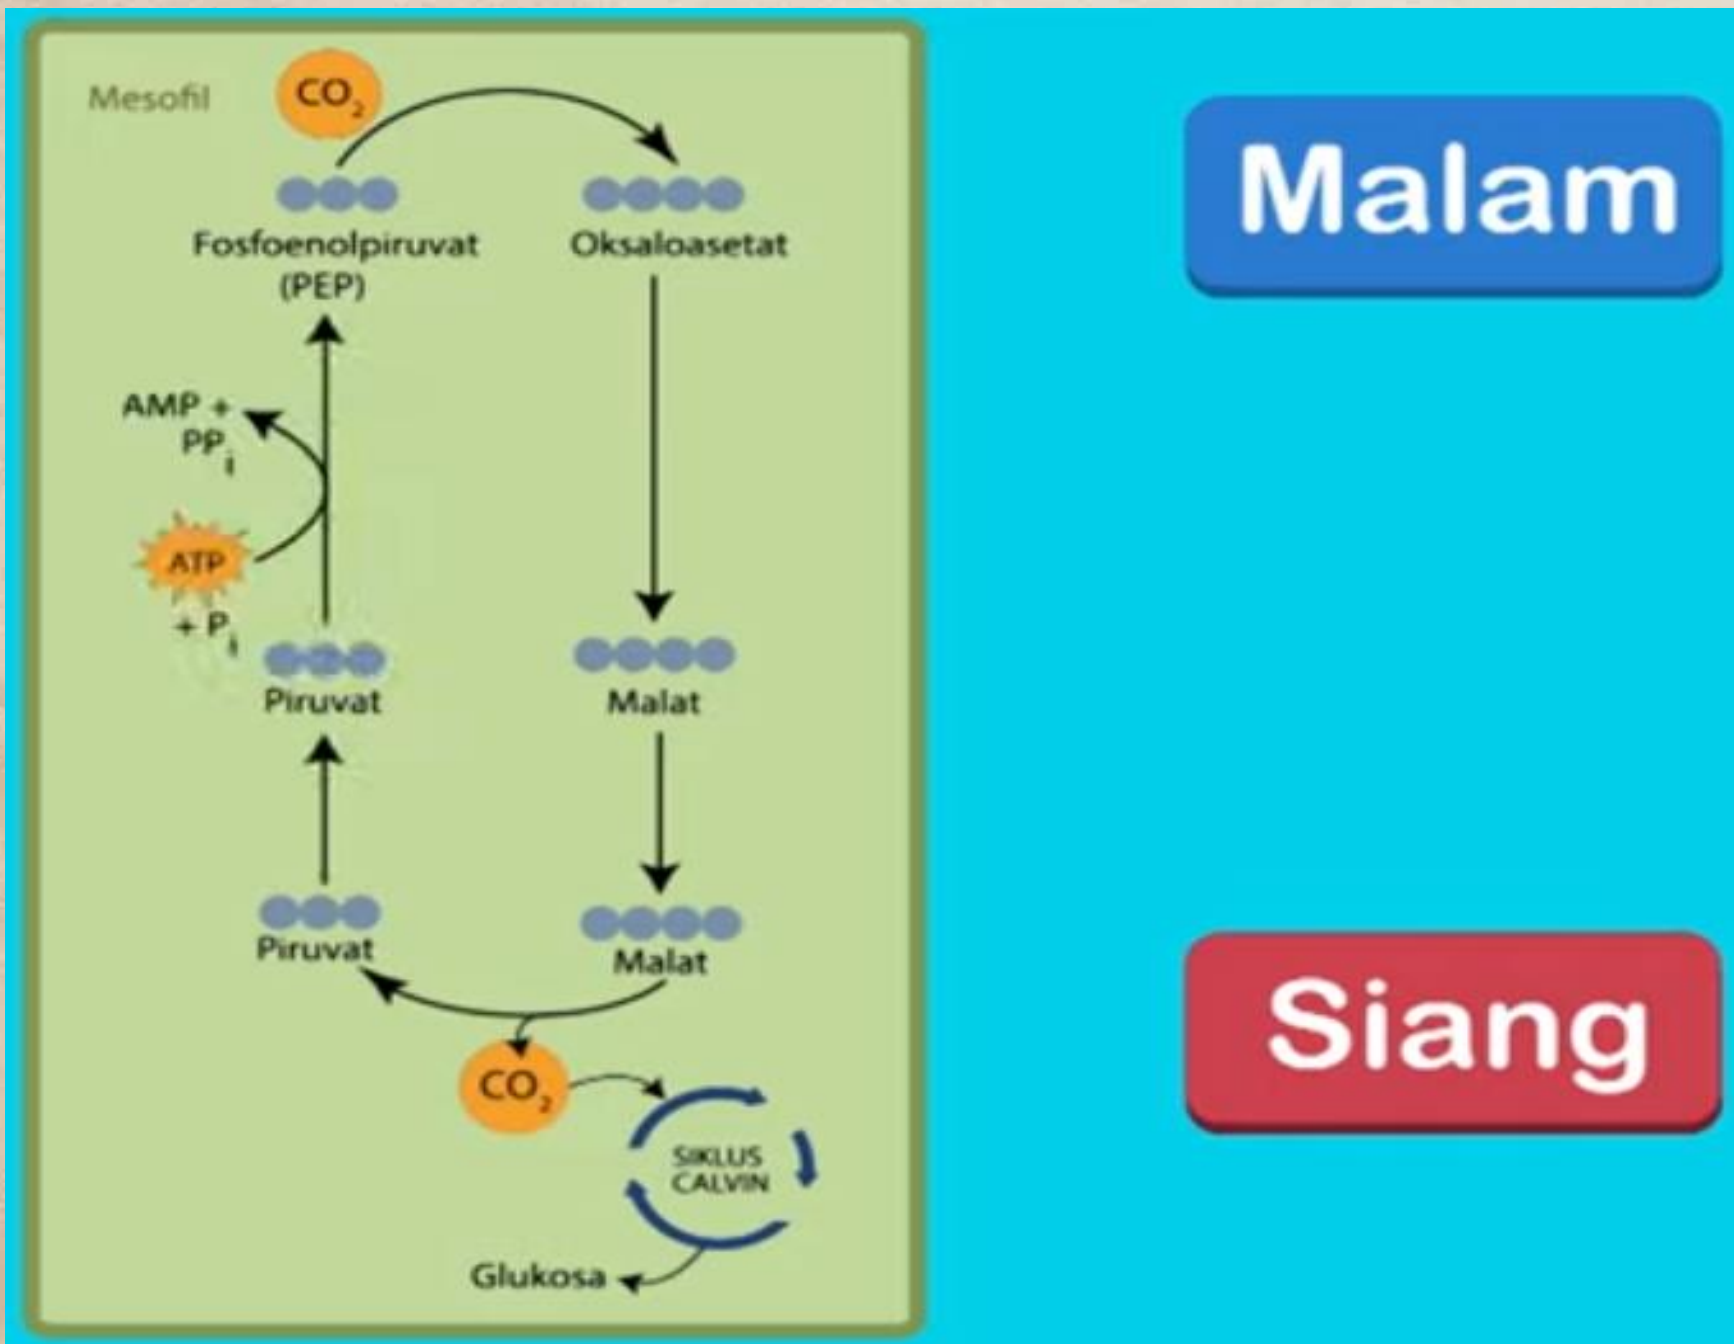 Mesofil
CO₂
Malam
Fosfoenolpiruvat
(PEP)
Oksaloasetat
AMP +
PPᵢ
ATP
+ Pᵢ
Piruvat
Malat
Piruvat
Malat
Siang
CO₂
SIKLUS
CALVIN
Glukosa